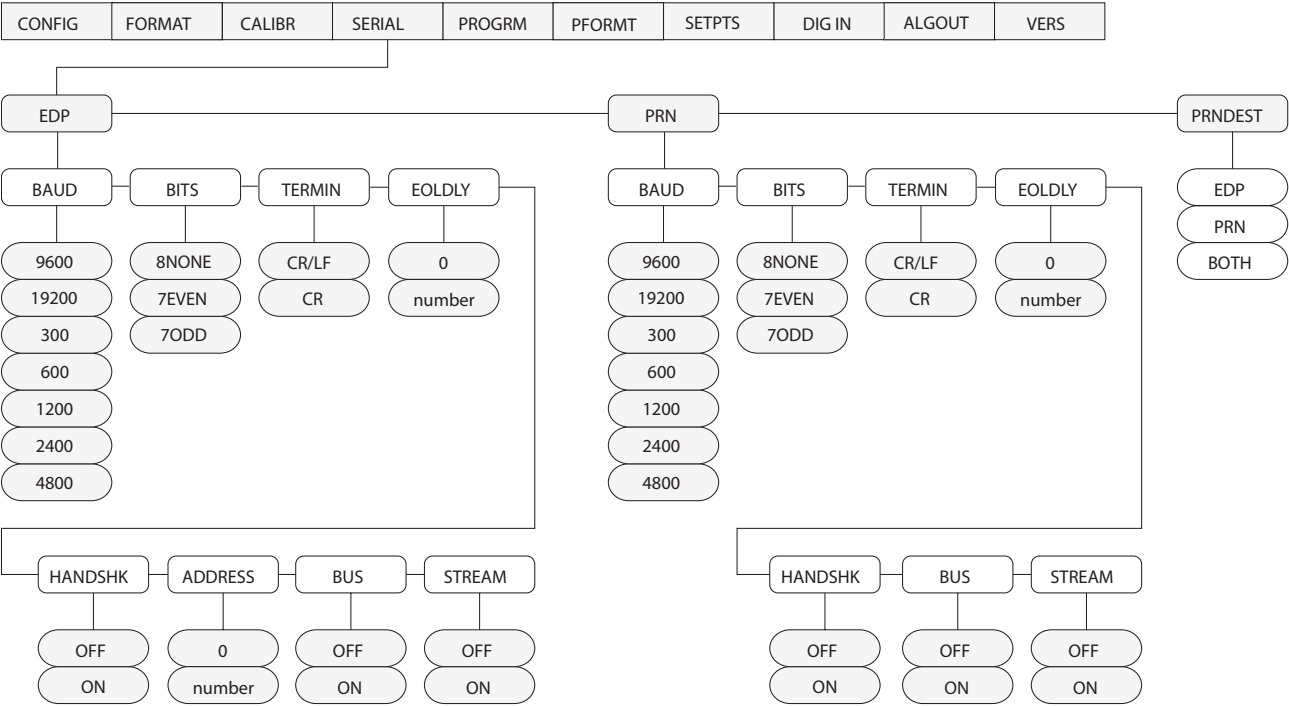 CONFIG FORMAT CALIBR SERIAL PROGRM PFORMT SETPTS DIG IN ALGOUT VERS
EDP PRN PRNDEST
BAUD BITS TERMIN EOLDLY BAUD BITS TERMIN EOLDLY EDP
PRN
9600 8NONE CR/LF 0 9600 8NONE CR/LF 0 BOTH
19200 7EVEN CR number 19200 7EVEN CR number
300 7ODD 300 7ODD
600 600
1200 1200
2400 2400
4800 4800
HANDSHK ADDRESS BUS STREAM HANDSHK BUS STREAM
OFF 0 OFF OFF OFF OFF OFF
ON number ON ON ON ON ON